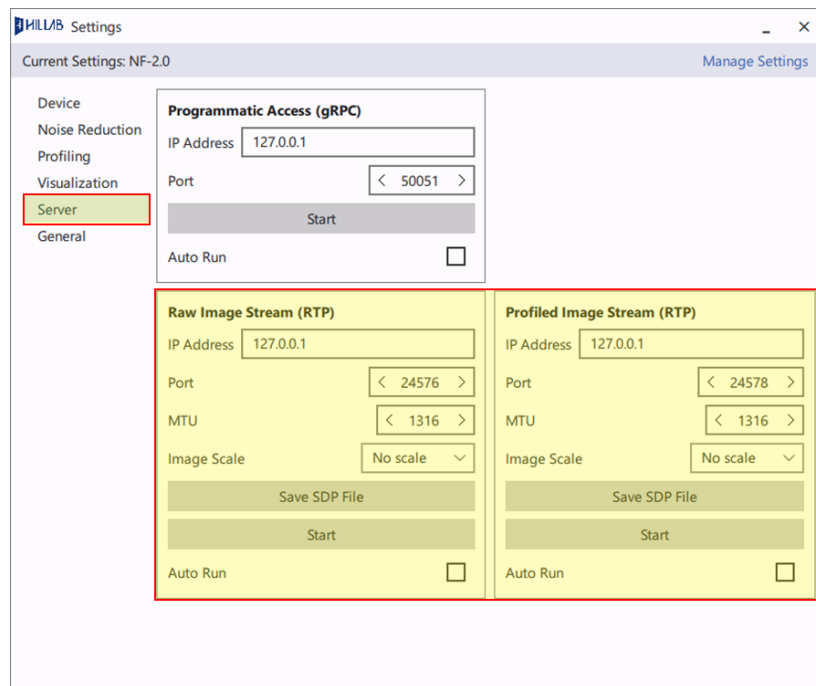 HILLAB Settings
Current Settings: NF-2.0 Manage Settings
Device
Noise Reduction
Profiling
Visualization
Server
General
Programmatic Access (gRPC)
IP Address 127.0.0.1
Port 50051
Start
Auto Run
Raw Image Stream (RTP)
IP Address 127.0.0.1
Port 24576
MTU 1316
Image Scale No scale
Save SDP File
Start
Auto Run
Profiled Image Stream (RTP)
IP Address 127.0.0.1
Port 24578
MTU 1316
Image Scale No scale
Save SDP File
Start
Auto Run